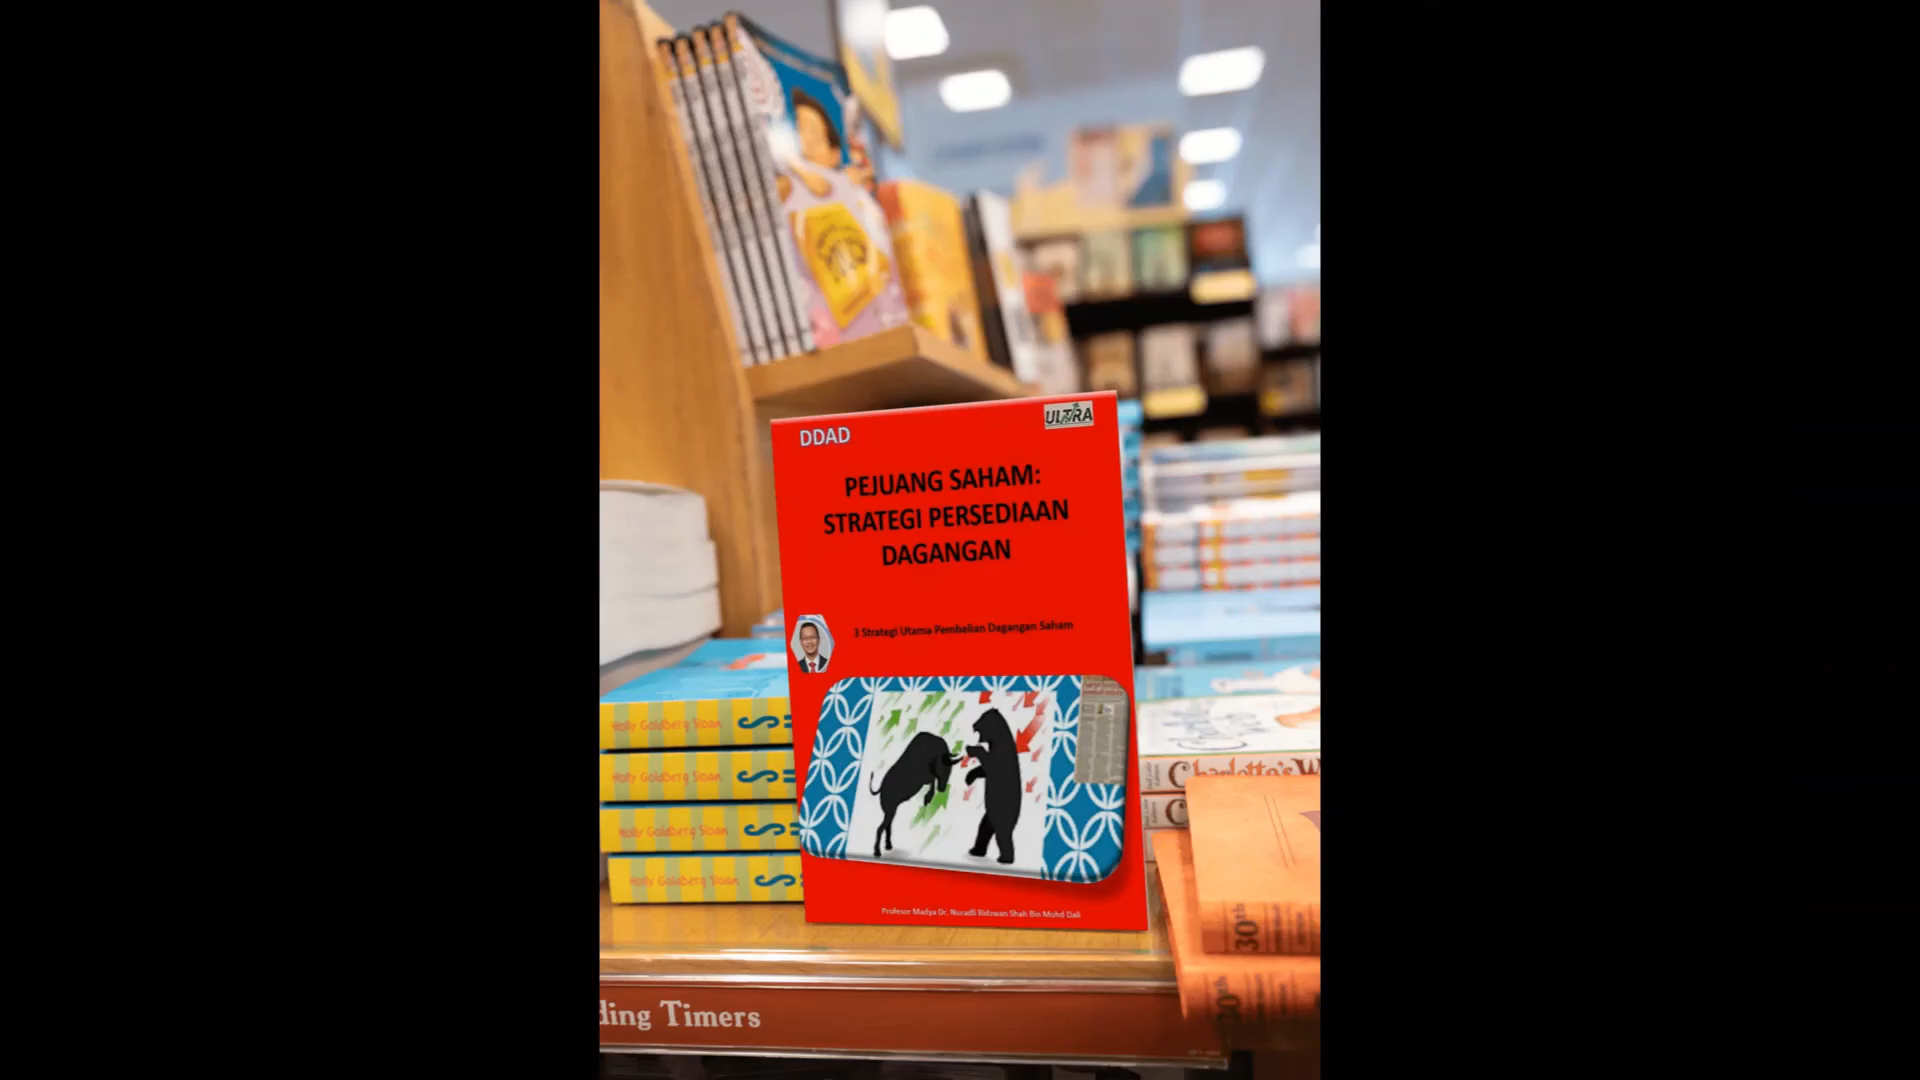 ULTRA
DDAD
PEJUANG SAHAM:
STRATEGI PERSEDIAAN
DAGANGAN
3 Strategi Utama Pembelian Dagangan Saham
Profesor Madya Dr. Nuradli Ridzwan Shah Bin Mohd Dali
Holly Goldberg Sloan
Holly Goldberg Sloan
Holly Goldberg Sloan
Holly Goldberg Sloan
Charlotte's W
30th
ding Timers